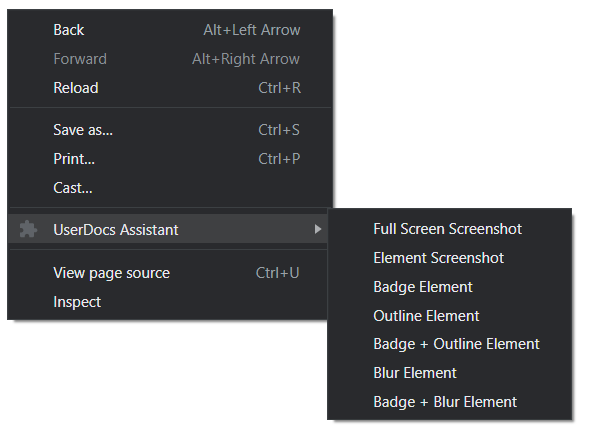 Back Alt+Left Arrow
Forward Alt+Right Arrow
Reload Ctrl+R
Save as... Ctrl+S
Print... Ctrl+P
Cast...
UserDocs Assistant
View page source Ctrl+U
Inspect
Full Screen Screenshot
Element Screenshot
Badge Element
Outline Element
Badge + Outline Element
Blur Element
Badge + Blur Element